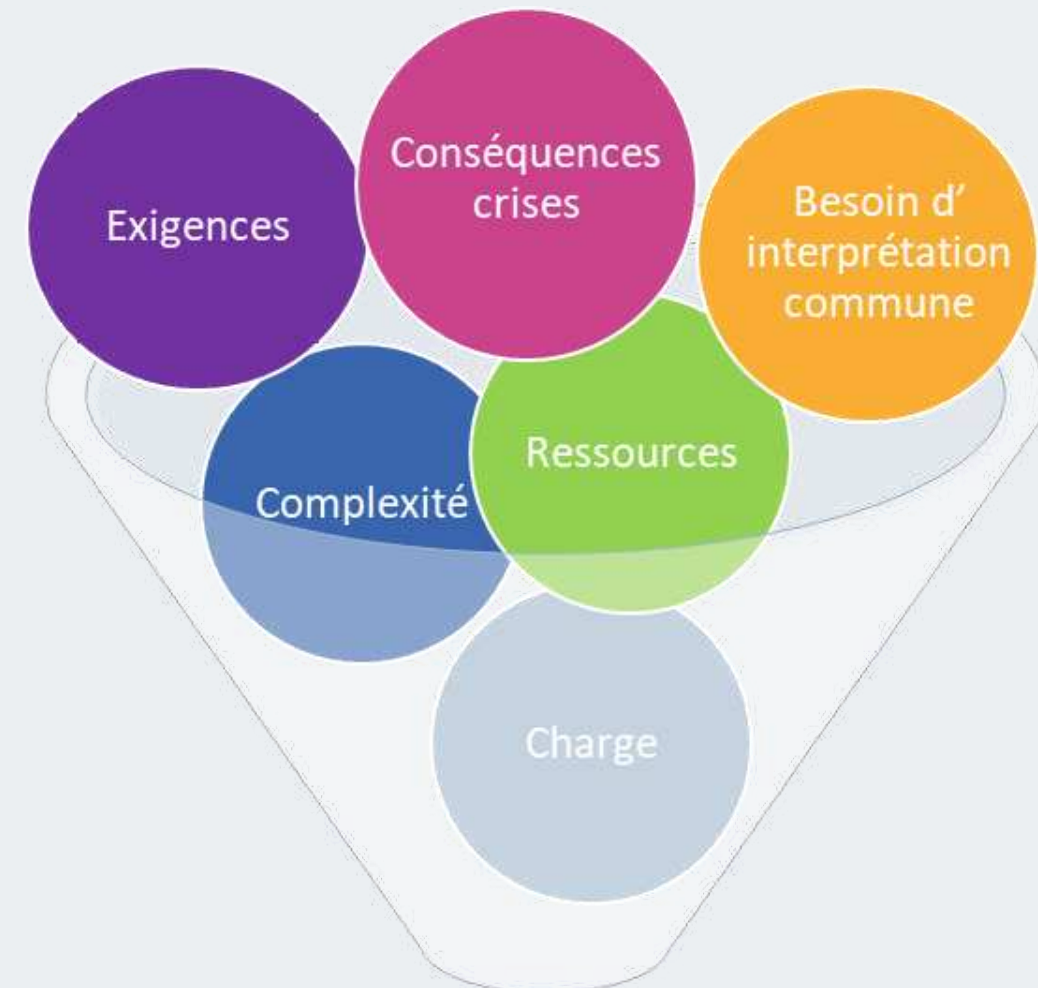 Exigences
Conséquences
crises
Besoin d’
interprétation
commune
Complexité
Ressources
Charge